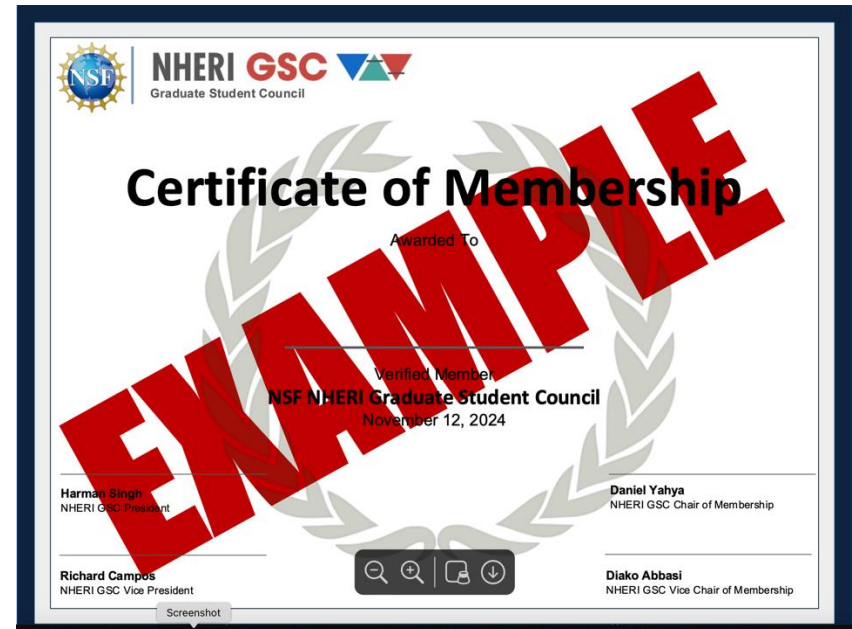 NSF
NHERI GSC
Graduate Student Council
Certificate of Membership
Awarded To
EXAMPLE
Verified Member
NSF NHERI Graduate Student Council
November 12, 2024
Harman Singh
NHERI GSC President
Daniel Yahya
NHERI GSC Chair of Membership
Richard Campos
NHERI GSC Vice President
Diako Abbasi
NHERI GSC Vice Chair of Membership
Screenshot